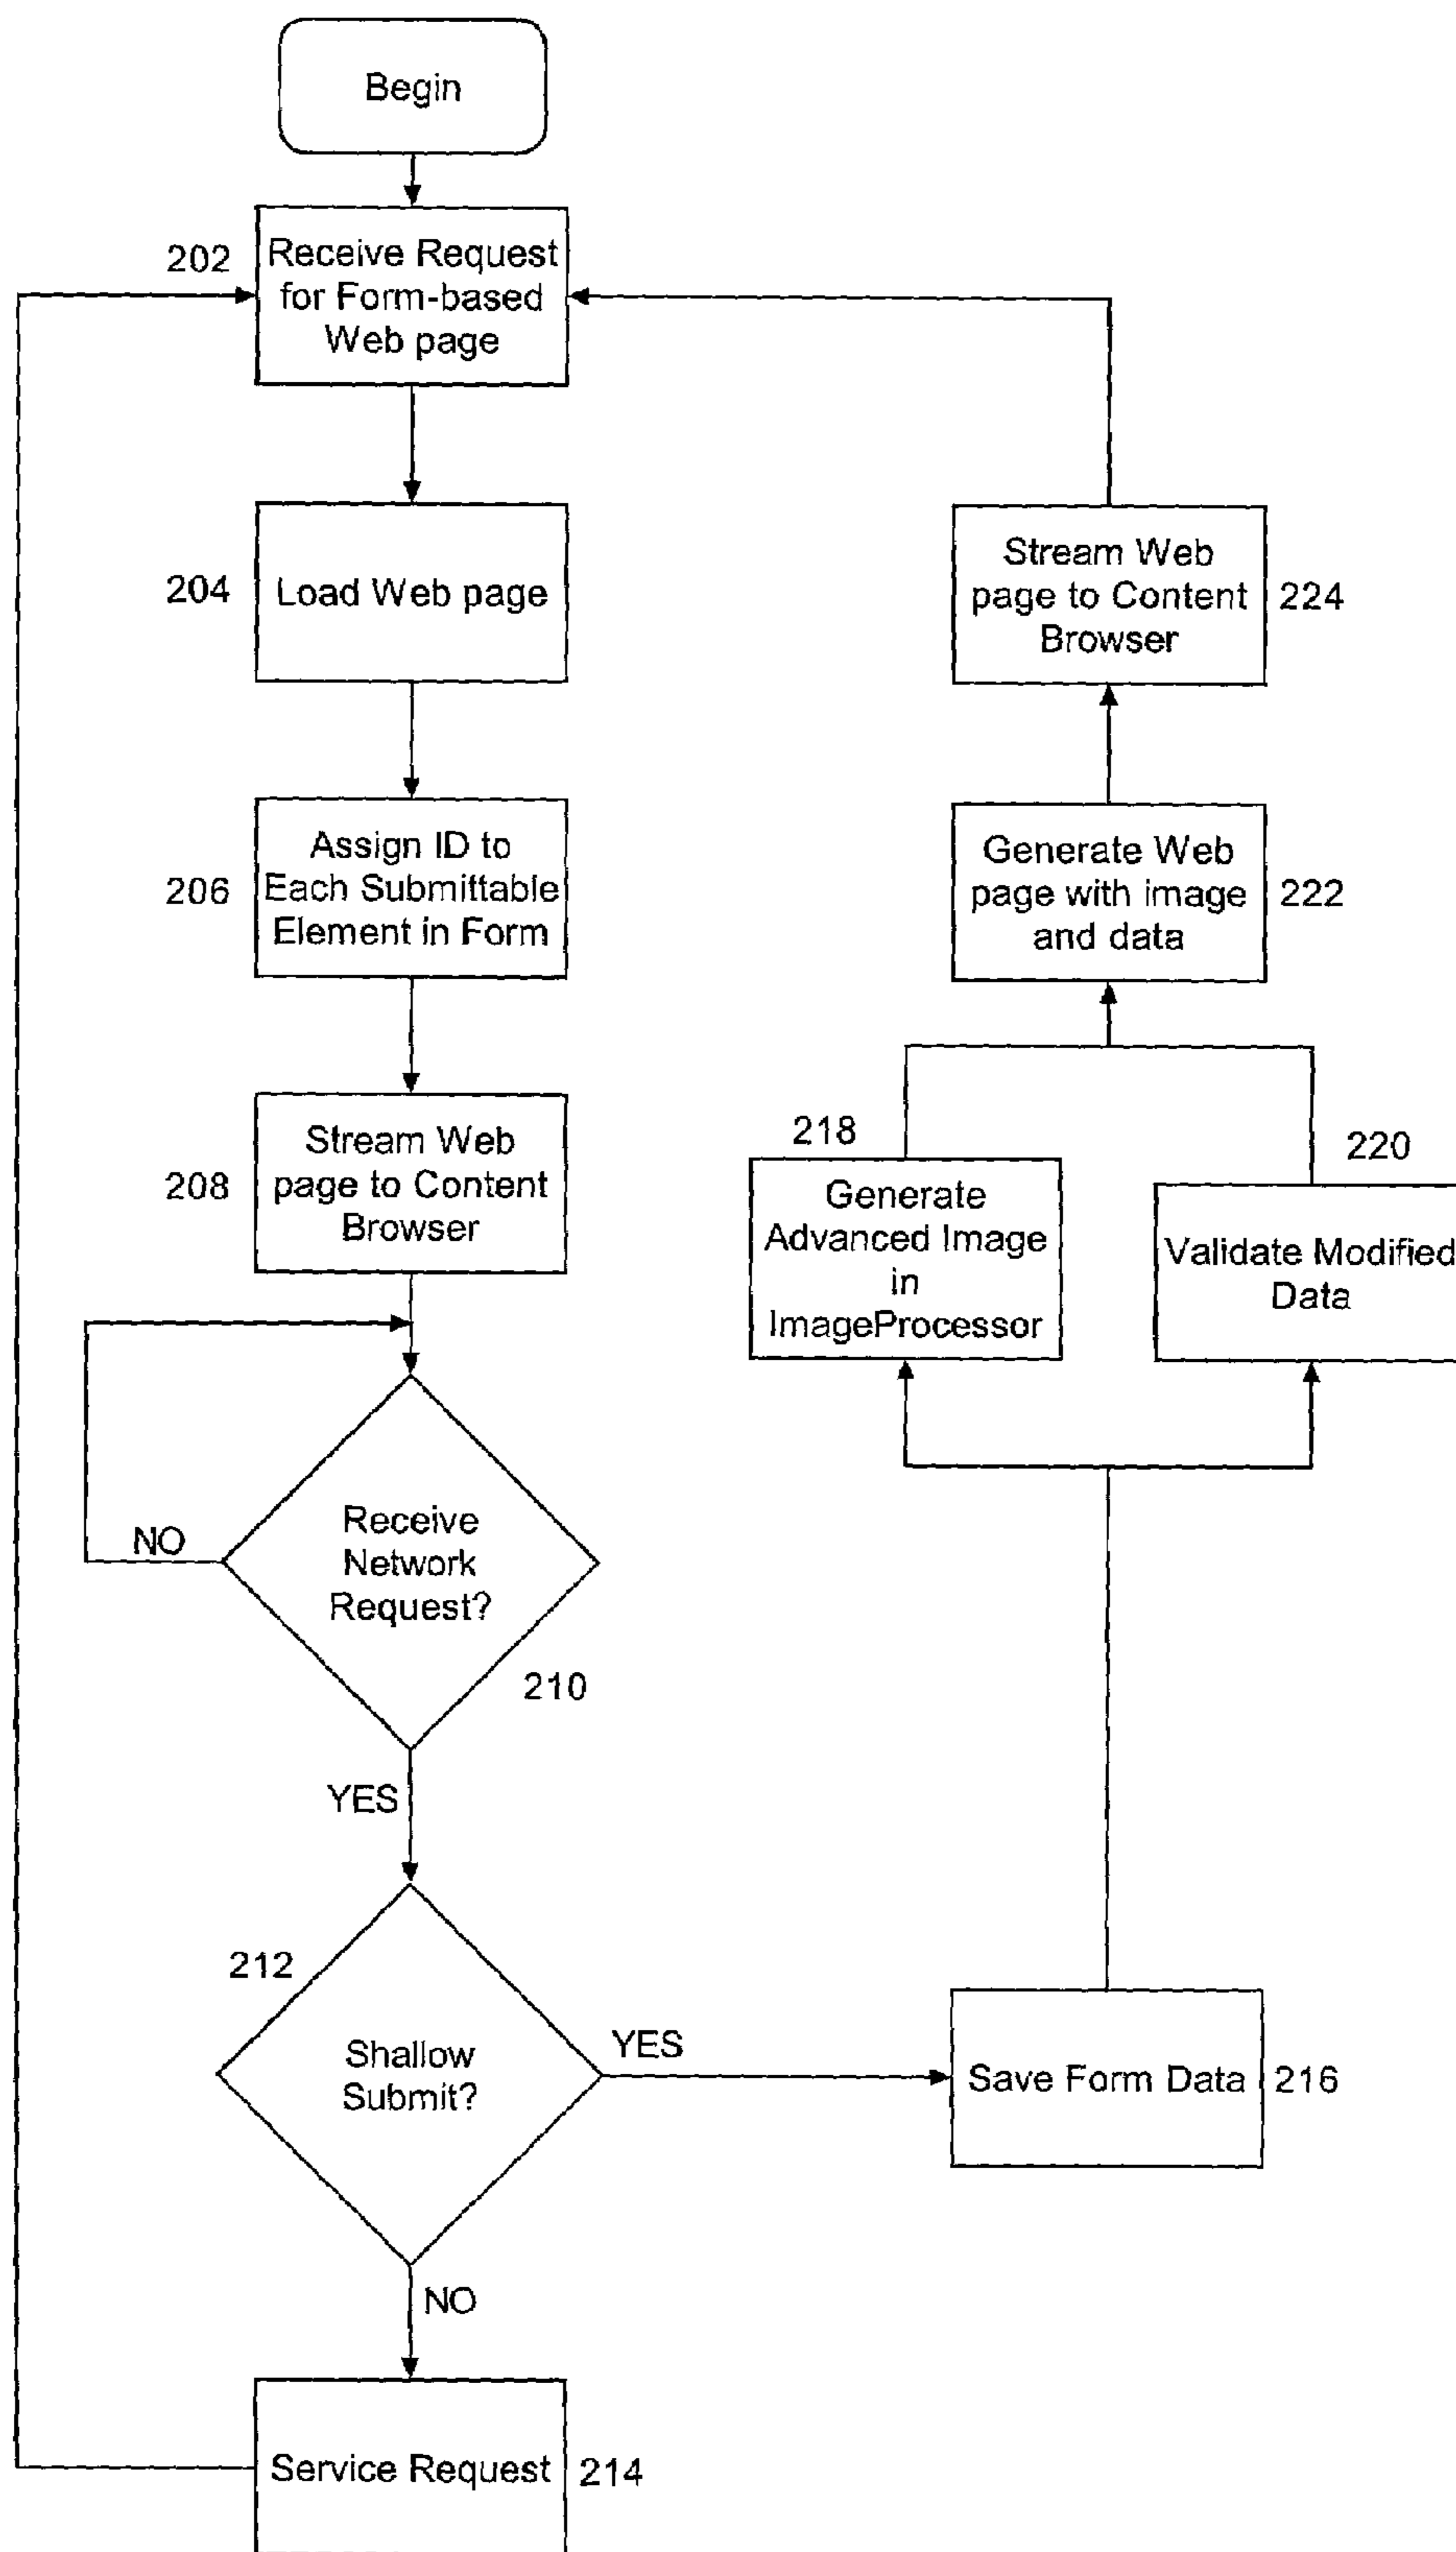 Begin
202
Receive Request
for Form-based
Web page
204
Load Web page
Stream Web
page to Content
Browser
224
206
Assign ID to
Each Submittable
Element in Form
Generate Web
page with image
and data
222
208
Stream Web
page to Content
Browser
218
Generate
Advanced Image
in
ImageProcessor
220
Validate Modified
Data
NO
Receive
Network
Request?
210
YES
212
Shallow
Submit?
YES
Save Form Data
216
NO
Service Request
214